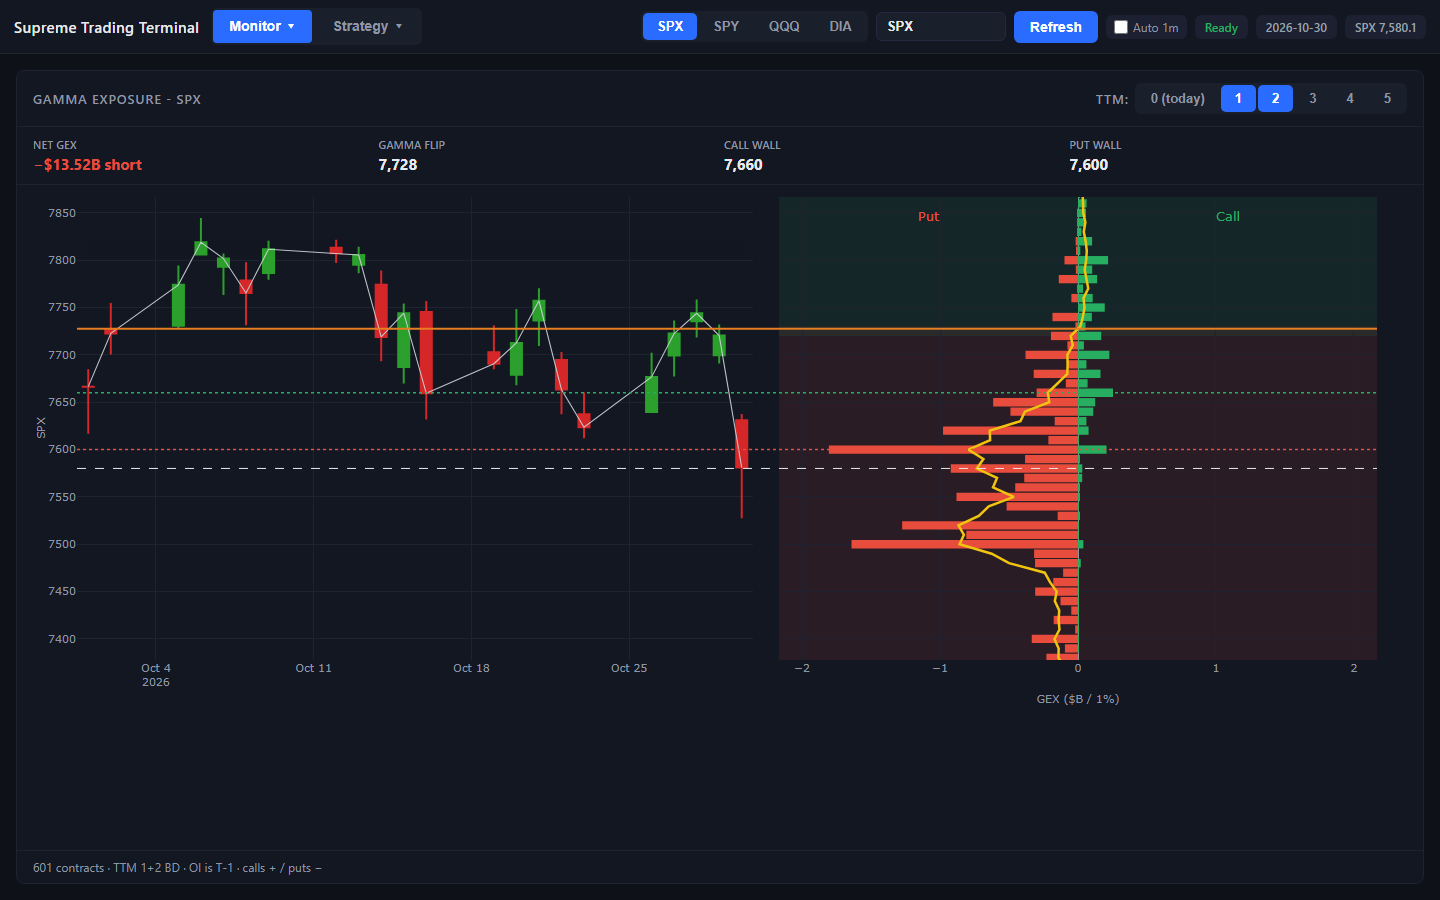 Supreme Trading Terminal
Monitor ▾
Strategy ▾
SPX
SPY
QQQ
DIA
SPX
Refresh
Auto 1m
Ready
2026-10-30
SPX 7,580.1
GAMMA EXPOSURE - SPX
TTM:
0 (today)
1
2
3
4
5
NET GEX
GAMMA FLIP
CALL WALL
PUT WALL
−$13.52B short
7,728
7,660
7,600
Put
Call
7850
7800
7750
7700
7650
7600
7550
7500
7450
7400
SPX
Oct 4
2026
Oct 11
Oct 18
Oct 25
−2
−1
0
1
2
GEX ($B / 1%)
601 contracts · TTM 1+2 BD · OI is T-1 · calls + / puts −